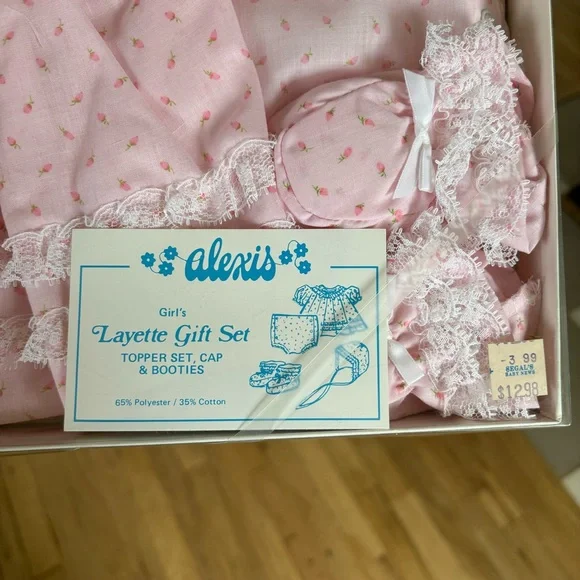 alexis
Girl's
Layette Gift Set
TOPPER SET, CAP
& BOOTIES
65% Polyester / 35% Cotton
-3 99
SEGAL'S
BABY NEWS
$12.98